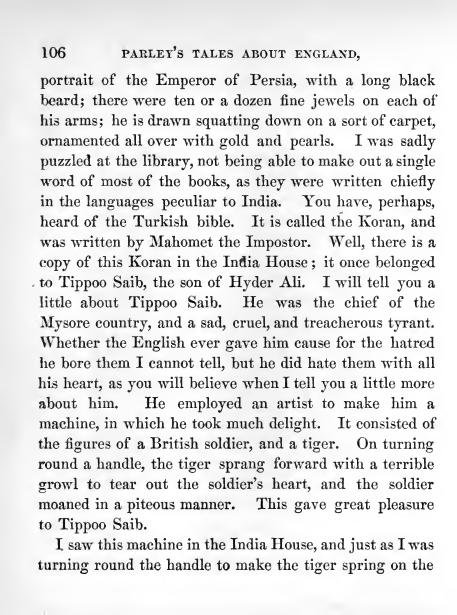 106 PARLEY'S TALES ABOUT ENGLAND,
portrait of the Emperor of Persia, with a long black
beard; there were ten or a dozen fine jewels on each of
his arms; he is drawn squatting down on a sort of carpet,
ornamented all over with gold and pearls. I was sadly
puzzled at the library, not being able to make out a single
word of most of the books, as they were written chiefly
in the languages peculiar to India. You have, perhaps,
heard of the Turkish bible. It is called the Koran, and
was written by Mahomet the Impostor. Well, there is a
copy of this Koran in the India House; it once belonged
to Tippoo Saib, the son of Hyder Ali. I will tell you a
little about Tippoo Saib. He was the chief of the
Mysore country, and a sad, cruel, and treacherous tyrant.
Whether the English ever gave him cause for the hatred
he bore them I cannot tell, but he did hate them with all
his heart, as you will believe when I tell you a little more
about him. He employed an artist to make him a
machine, in which he took much delight. It consisted of
the figures of a British soldier, and a tiger. On turning
round a handle, the tiger sprang forward with a terrible
growl to tear out the soldier's heart, and the soldier
moaned in a piteous manner. This gave great pleasure
to Tippoo Saib.
I saw this machine in the India House, and just as I was
turning round the handle to make the tiger spring on the